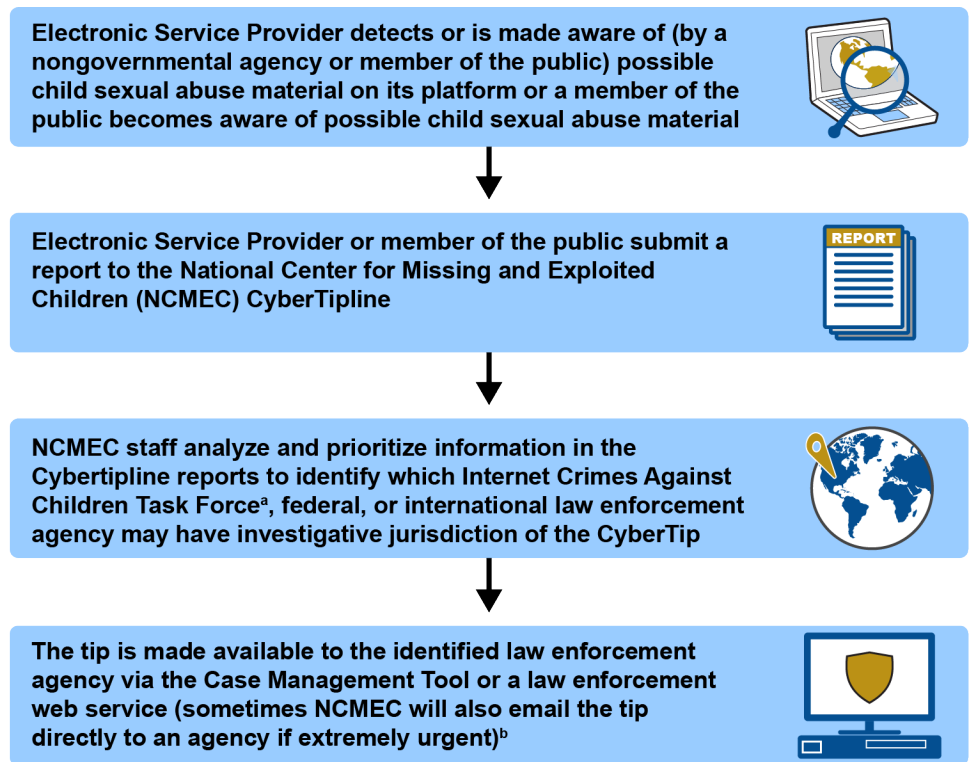 Electronic Service Provider detects or is made aware of (by a
nongovernmental agency or member of the public) possible
child sexual abuse material on its platform or a member of the
public becomes aware of possible child sexual abuse material
Electronic Service Provider or member of the public submit a
report to the National Center for Missing and Exploited
Children (NCMEC) CyberTipline
REPORT
NCMEC staff analyze and prioritize information in the
Cybertipline reports to identify which Internet Crimes Against
Children Task Forceᵃ, federal, or international law enforcement
agency may have investigative jurisdiction of the CyberTip
The tip is made available to the identified law enforcement
agency via the Case Management Tool or a law enforcement
web service (sometimes NCMEC will also email the tip
directly to an agency if extremely urgent)ᵇ